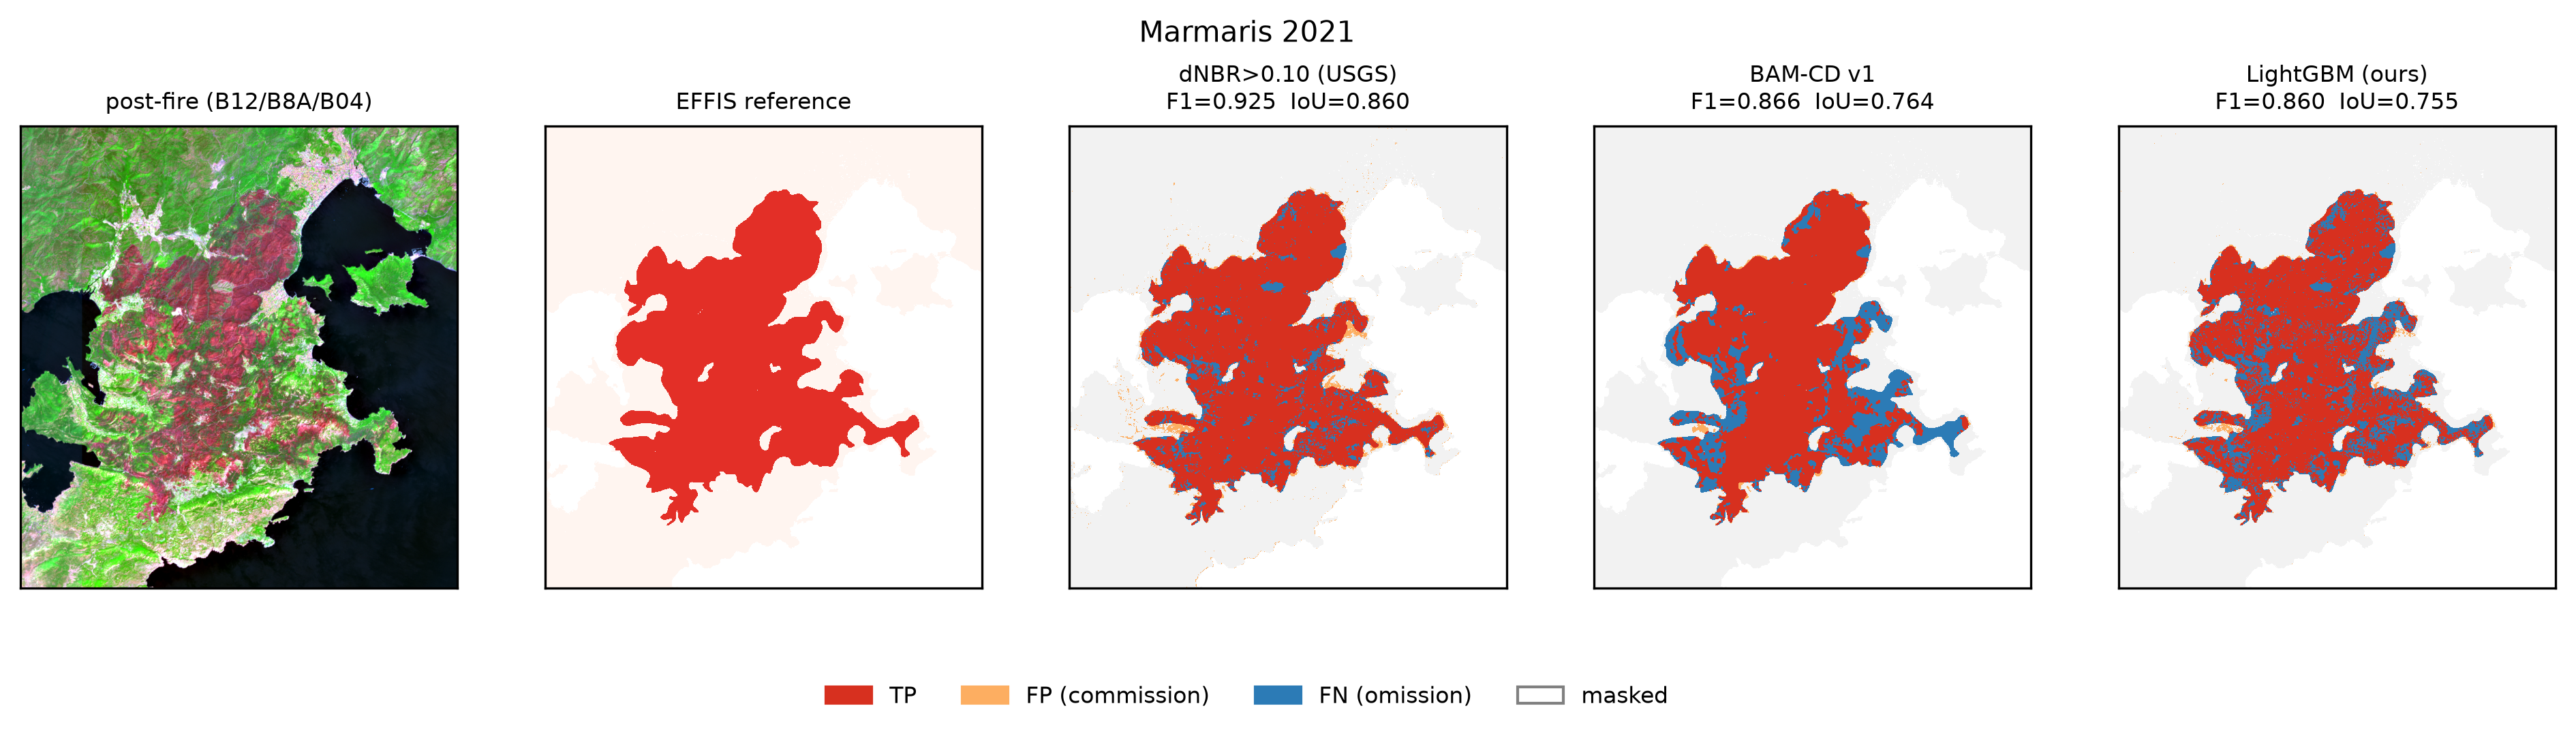 Marmaris 2021
post-fire (B12/B8A/B04)
EFFIS reference
dNBR>0.10 (USGS)
F1=0.925 IoU=0.860
BAM-CD v1
F1=0.866 IoU=0.764
LightGBM (ours)
F1=0.860 IoU=0.755
TP
FP (commission)
FN (omission)
masked